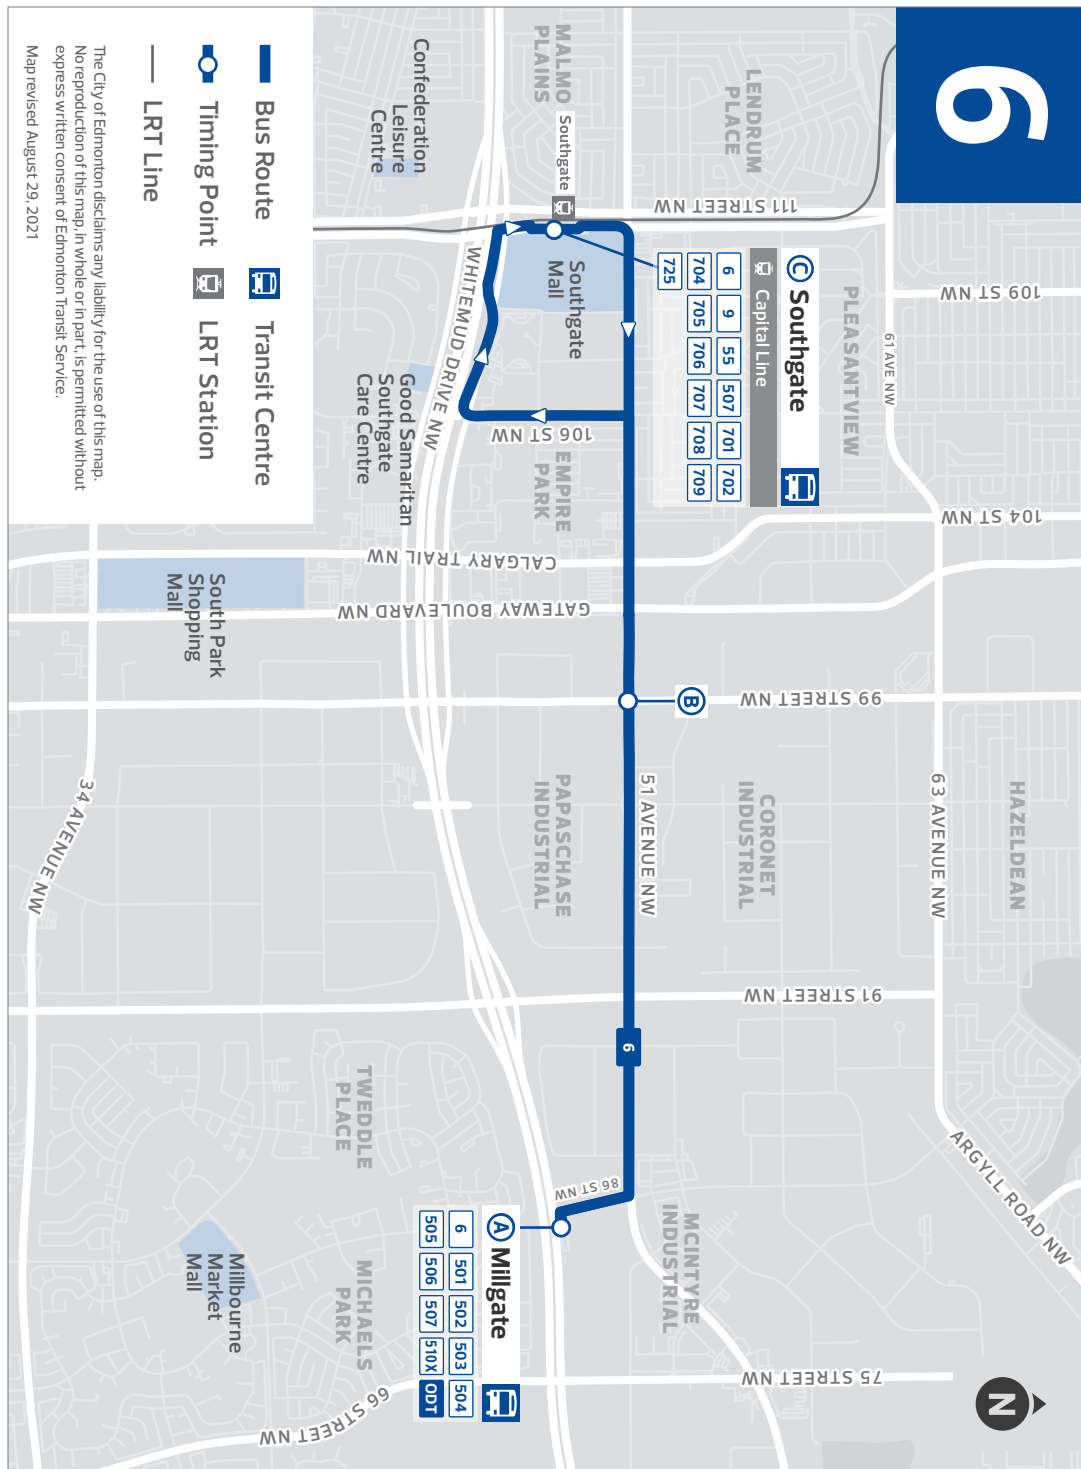 6
LENDRUM
PLACE
MALMO
PLAINS
Confederation
Leisure
Centre
Southgate
111 STREET NW
109 ST NW
61 AVE NW
PLEASANTVIEW
C Southgate
Capital Line
6 9 55 507 701 702
704 705 706 707 708 709
725
Southgate
Mall
WHITEMUD DRIVE NW
106 ST NW
EMPIRE
PARK
Good Samaritan
Southgate
Care Centre
104 ST NW
CALGARY TRAIL NW
GATEWAY BOULEVARD NW
South Park
Shopping
Mall
99 STREET NW
B
HAZELDEAN
63 AVENUE NW
CORONET
INDUSTRIAL
51 AVENUE NW
PAPASCHASE
INDUSTRIAL
34 AVENUE NW
91 STREET NW
6
ARGYLL ROAD NW
TWEDDLE
PLACE
86 ST NW
MCINTYRE
INDUSTRIAL
A Millgate
6 501 502 503 504
505 506 507 510X ODT
MICHAELS
PARK
Millbourne
Market
Mall
75 STREET NW
66 STREET NW
N
Bus Route
Transit Centre
Timing Point
LRT Station
LRT Line
The City of Edmonton disclaims any liability for the use of this map.
No reproduction of this map, in whole or in part, is permitted without
express written consent of Edmonton Transit Service.
Map revised August 29, 2021